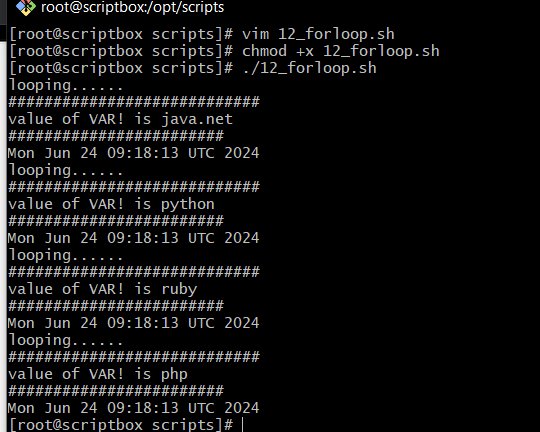 root@scriptbox:/opt/scripts
[root@scriptbox scripts]# vim 12_forloop.sh
[root@scriptbox scripts]# chmod +x 12_forloop.sh
[root@scriptbox scripts]# ./12_forloop.sh
looping......
############################
value of VAR! is java.net
########################
Mon Jun 24 09:18:13 UTC 2024
looping......
############################
value of VAR! is python
########################
Mon Jun 24 09:18:13 UTC 2024
looping......
############################
value of VAR! is ruby
########################
Mon Jun 24 09:18:13 UTC 2024
looping......
############################
value of VAR! is php
########################
Mon Jun 24 09:18:13 UTC 2024
[root@scriptbox scripts]#